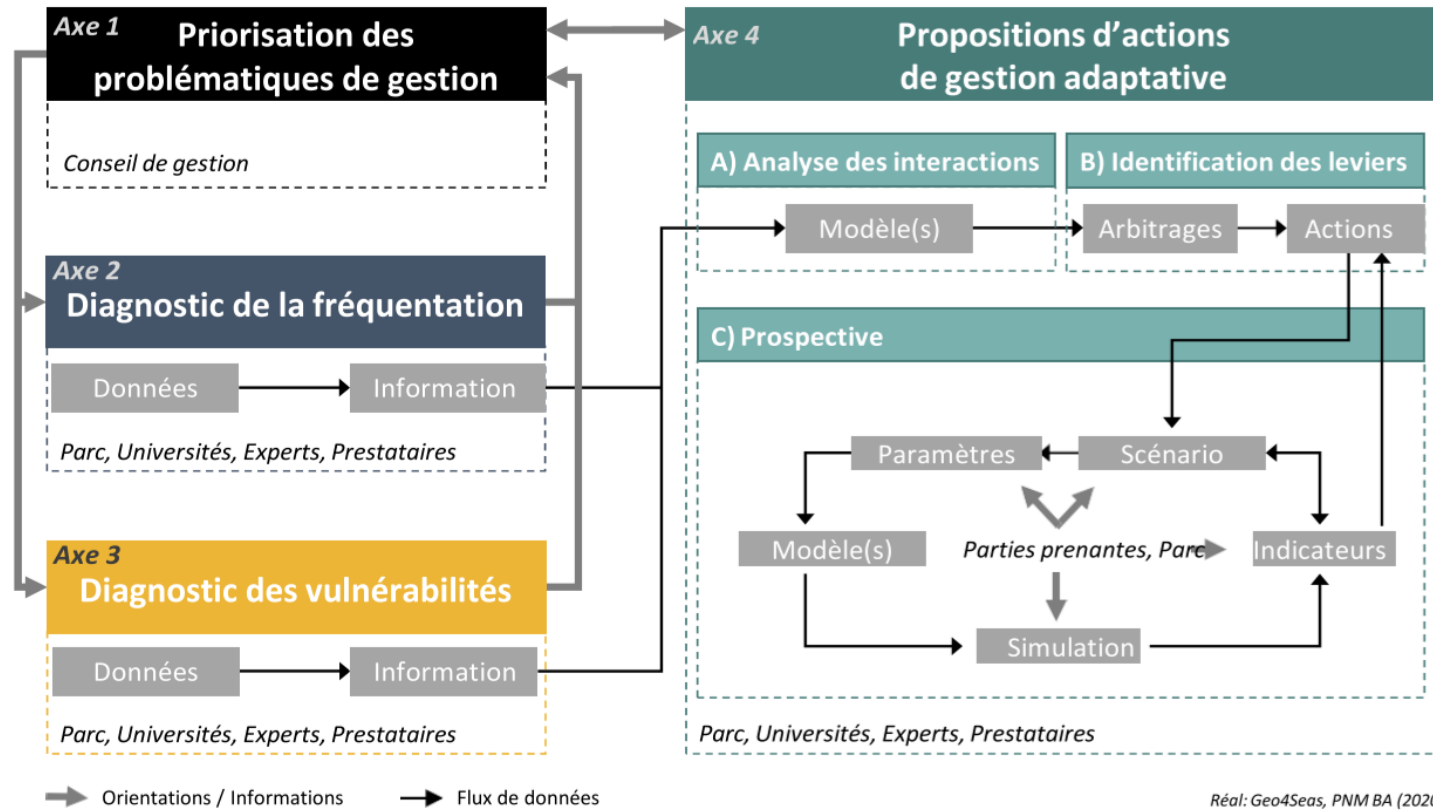 Axe 1
Priorisation des
problématiques de gestion
Conseil de gestion
Axe 2
Diagnostic de la fréquentation
Données
Information
Parc, Universités, Experts, Prestataires
Axe 3
Diagnostic des vulnérabilités
Données
Information
Parc, Universités, Experts, Prestataires
Axe 4
Propositions d’actions
de gestion adaptative
A) Analyse des interactions
Modèle(s)
B) Identification des leviers
Arbitrages
Actions
C) Prospective
Paramètres
Scénario
Modèle(s)
Parties prenantes, Parc
Indicateurs
Simulation
Parc, Universités, Experts, Prestataires
Orientations / Informations
Flux de données
Réal: Geo4Seas, PNM BA (2020